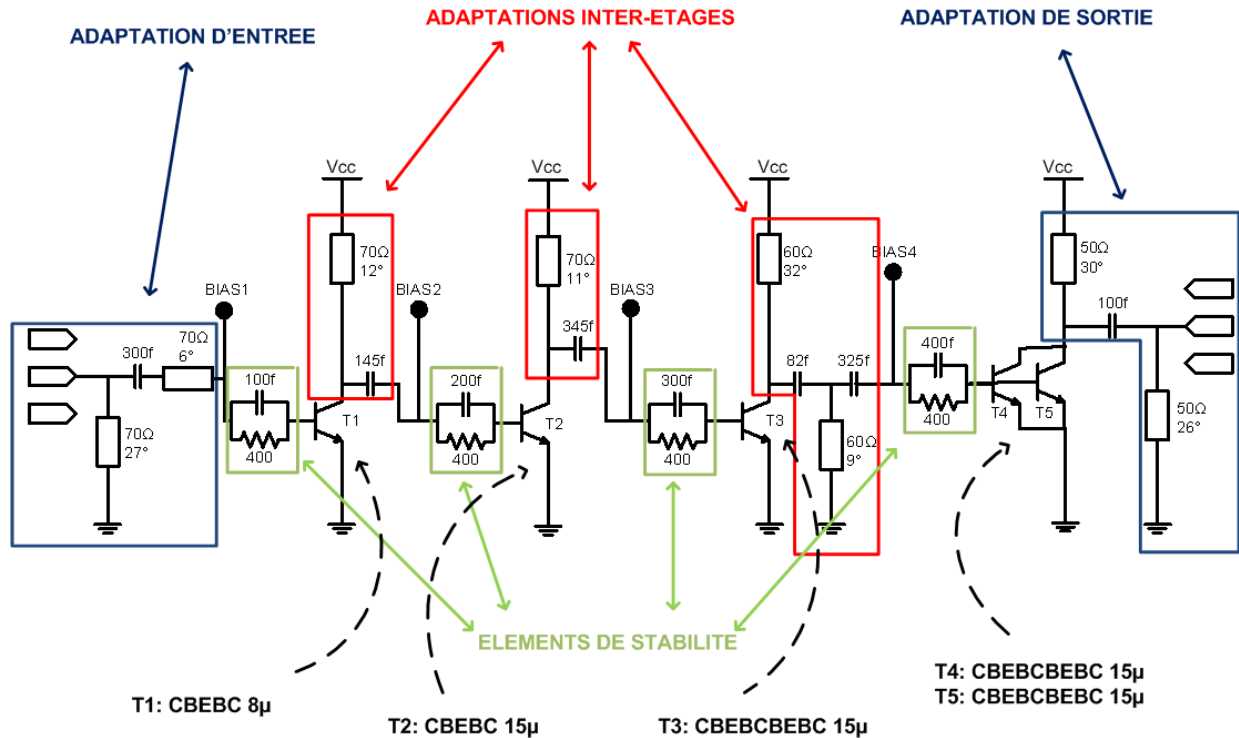 ADAPTATIONS INTER-ETAGES
ADAPTATION DE SORTIE
ADAPTATION D'ENTREE
Vcc
Vcc
Vcc
Vcc
70Ω
12°
70Ω
11°
60Ω
32°
50Ω
30°
BIAS1
BIAS2
BIAS3
BIAS4
300f
70Ω
6°
100f
400
70Ω
27°
145f
T1
200f
400
345f
T2
300f
400
82f
325f
T3
60Ω
9°
400f
400
T4
T5
100f
50Ω
26°
ELEMENTS DE STABILITE
T1: CBEBC 8µ
T2: CBEBC 15µ
T3: CBEBCBEBC 15µ
T4: CBEBCBEBC 15µ
T5: CBEBCBEBC 15µ